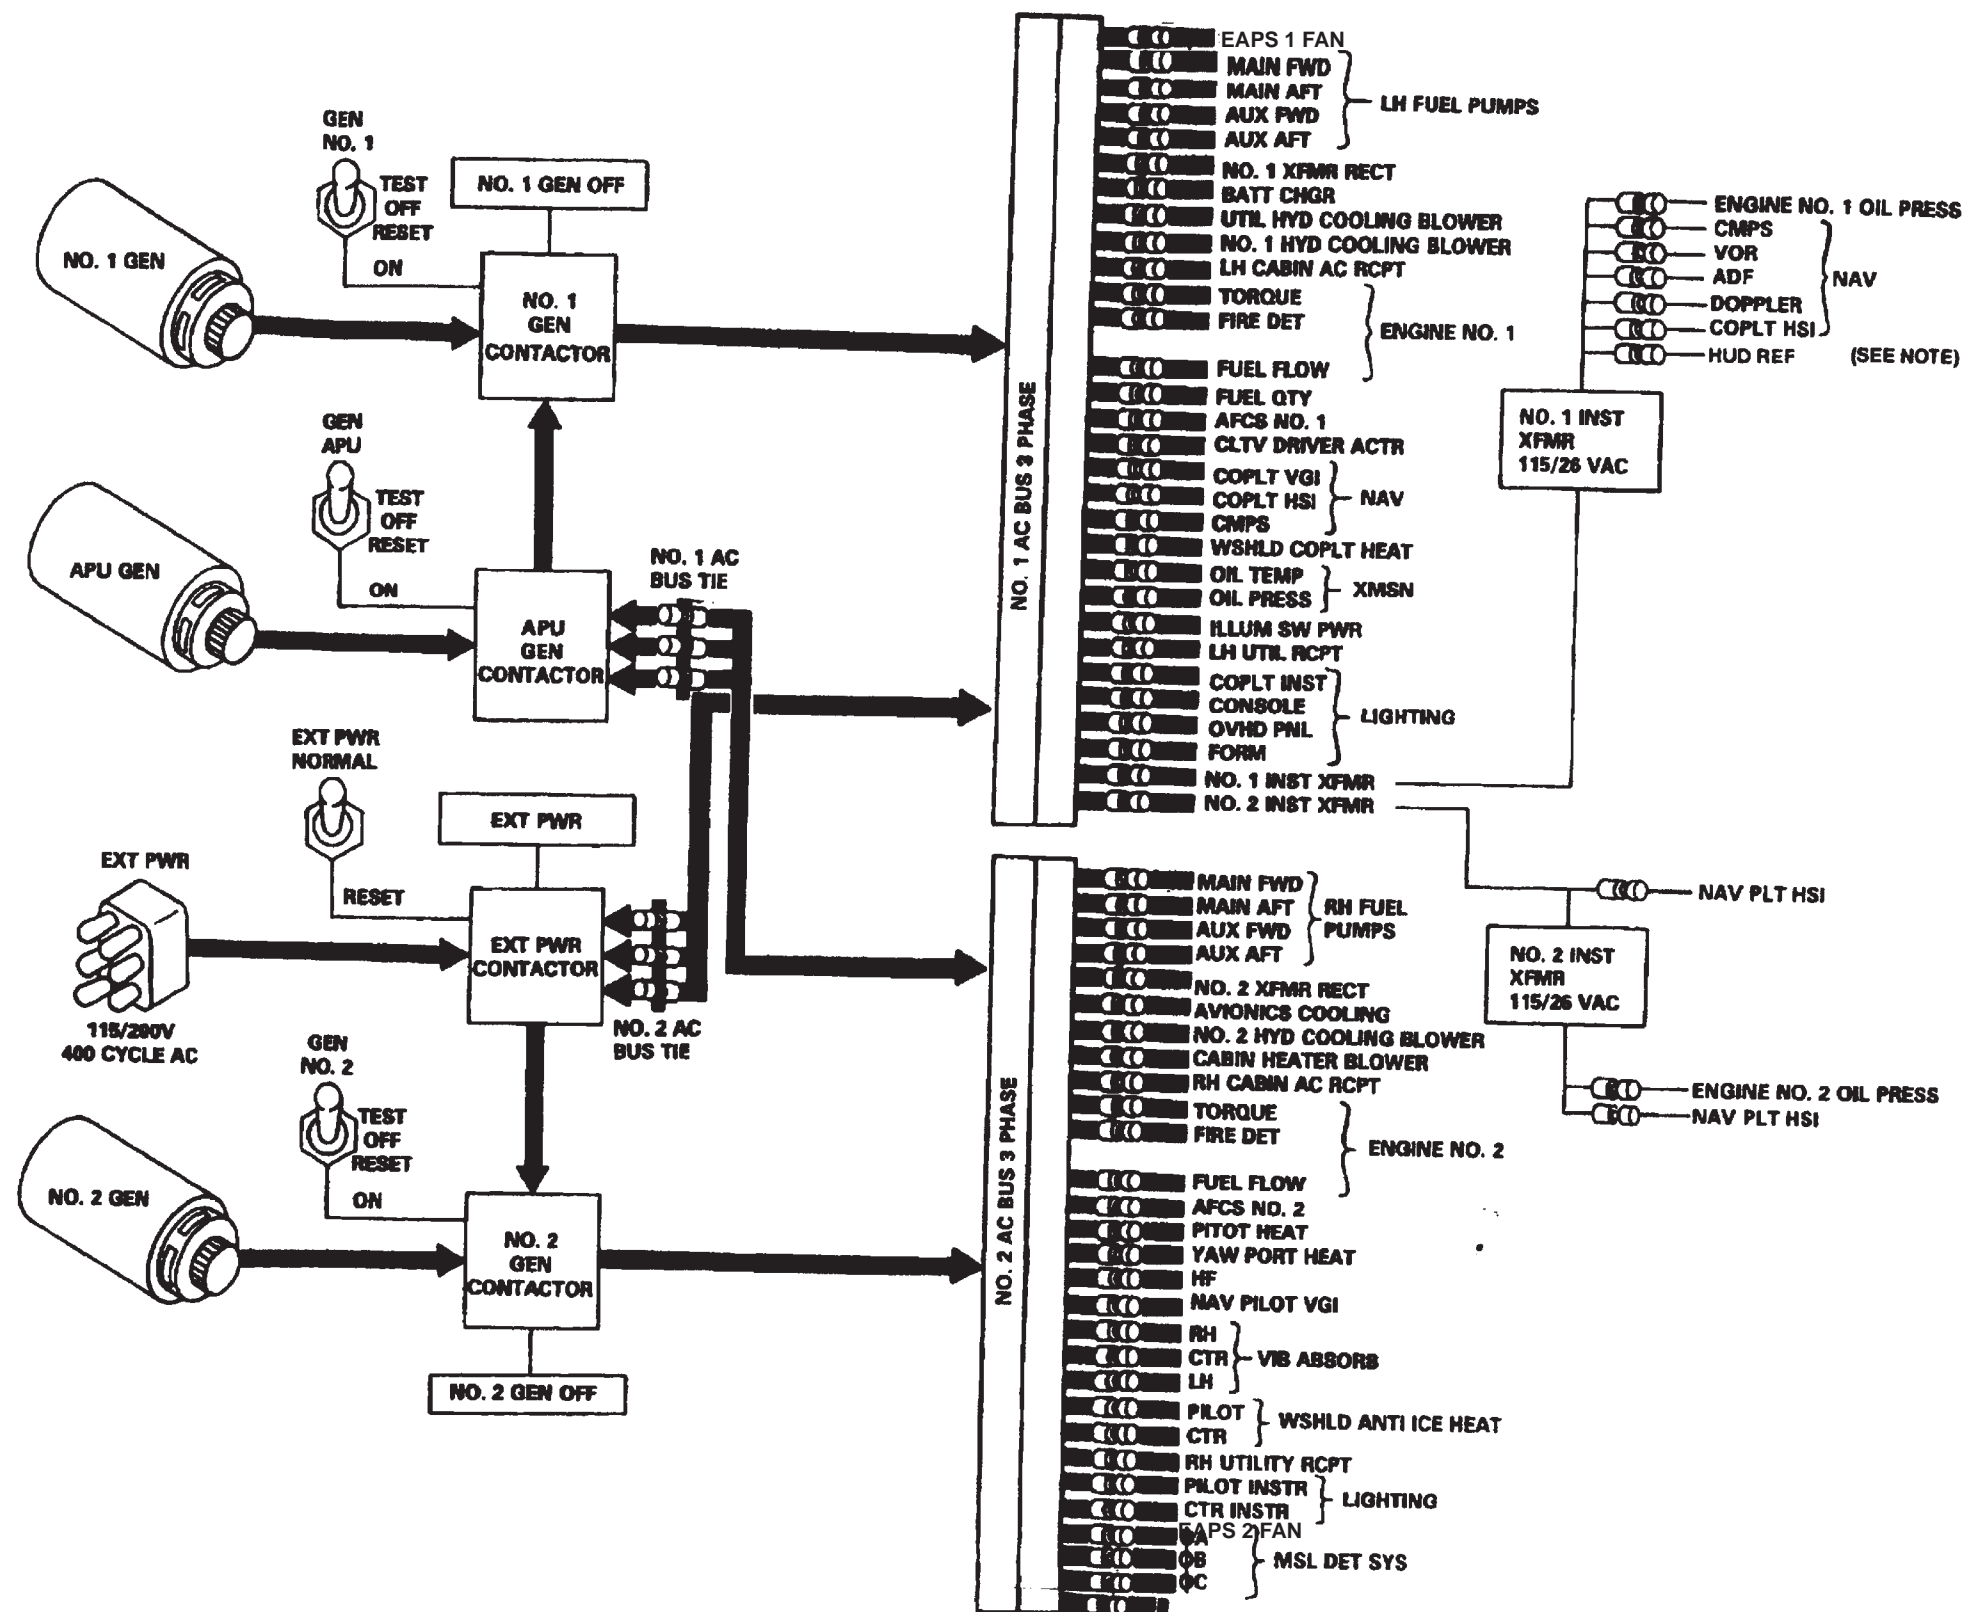 GEN
NO. 1
TEST
OFF
RESET
ON
NO. 1 GEN OFF
NO. 1 GEN
NO. 1
GEN
CONTACTOR
GEN
APU
TEST
OFF
RESET
ON
APU GEN
APU
GEN
CONTACTOR
NO. 1 AC
BUS TIE
EXT PWR
NORMAL
RESET
EXT PWR
EXT PWR
115/200V
400 CYCLE AC
EXT PWR
CONTACTOR
NO. 2 AC
BUS TIE
GEN
NO. 2
TEST
OFF
RESET
ON
NO. 2 GEN
NO. 2
GEN
CONTACTOR
NO. 2 GEN OFF
NO. 1 AC BUS 3 PHASE
EAPS 1 FAN
MAIN FWD
MAIN AFT
AUX FWD
AUX AFT
LH FUEL PUMPS
NO. 1 XFMR RECT
BATT CHGR
UTIL HYD COOLING BLOWER
NO. 1 HYD COOLING BLOWER
LH CABIN AC RCPT
TORQUE
FIRE DET
FUEL FLOW
ENGINE NO. 1
FUEL QTY
AFCS NO. 1
CLTV DRIVER ACTR
COPLT VGI
COPLT HSI
CMPS
NAV
WSHLD COPLT HEAT
OIL TEMP
OIL PRESS
XMSN
ILLUM SW PWR
LH UTIL RCPT
COPLT INST
CONSOLE
OVHD PNL
FORM
LIGHTING
NO. 1 INST XFMR
NO. 2 INST XFMR
ENGINE NO. 1 OIL PRESS
CMPS
VOR
ADF
DOPPLER
COPLT HSI
NAV
HUD REF (SEE NOTE)
NO. 1 INST
XFMR
115/26 VAC
NAV PLT HSI
NO. 2 INST
XFMR
115/26 VAC
ENGINE NO. 2 OIL PRESS
NAV PLT HSI
NO. 2 AC BUS 3 PHASE
MAIN FWD
MAIN AFT
AUX FWD
AUX AFT
RH FUEL
PUMPS
NO. 2 XFMR RECT
AVIONICS COOLING
NO. 2 HYD COOLING BLOWER
CABIN HEATER BLOWER
RH CABIN AC RCPT
TORQUE
FIRE DET
FUEL FLOW
ENGINE NO. 2
AFCS NO. 2
PITOT HEAT
YAW PORT HEAT
HF
NAV PILOT VGI
RH
CTR
LH
VIB ABSORB
PILOT
CTR
WSHLD ANTI ICE HEAT
RH UTILITY RCPT
PILOT INSTR
CTR INSTR
LIGHTING
EAPS 2 FAN
ΦA
ΦB
ΦC
MSL DET SYS